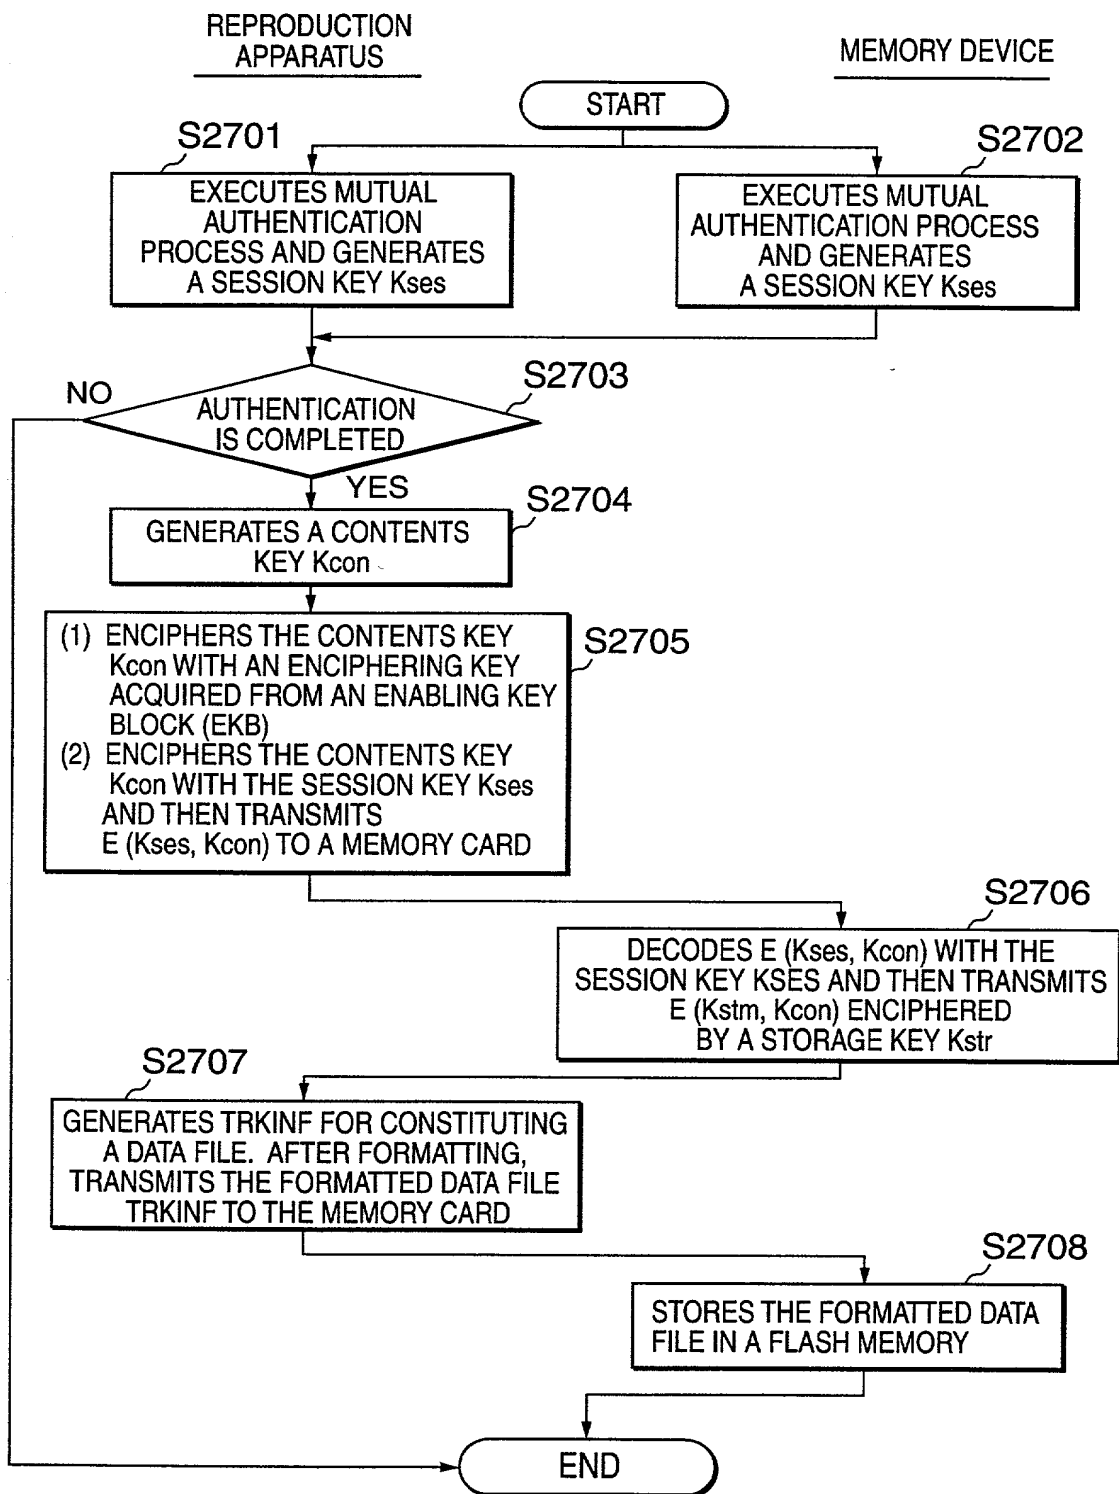 REPRODUCTION
APPARATUS
MEMORY DEVICE
START
S2701
EXECUTES MUTUAL
AUTHENTICATION
PROCESS AND GENERATES
A SESSION KEY Kses
S2702
EXECUTES MUTUAL
AUTHENTICATION PROCESS
AND GENERATES
A SESSION KEY Kses
S2703
NO
AUTHENTICATION
IS COMPLETED
YES
S2704
GENERATES A CONTENTS
KEY Kcon
S2705
(1) ENCIPHERS THE CONTENTS KEY
Kcon WITH AN ENCIPHERING KEY
ACQUIRED FROM AN ENABLING KEY
BLOCK (EKB)
(2) ENCIPHERS THE CONTENTS KEY
Kcon WITH THE SESSION KEY Kses
AND THEN TRANSMITS
E (Kses, Kcon) TO A MEMORY CARD
S2706
DECODES E (Kses, Kcon) WITH THE
SESSION KEY KSES AND THEN TRANSMITS
E (Kstm, Kcon) ENCIPHERED
BY A STORAGE KEY Kstr
S2707
GENERATES TRKINF FOR CONSTITUTING
A DATA FILE. AFTER FORMATTING,
TRANSMITS THE FORMATTED DATA FILE
TRKINF TO THE MEMORY CARD
S2708
STORES THE FORMATTED DATA
FILE IN A FLASH MEMORY
END